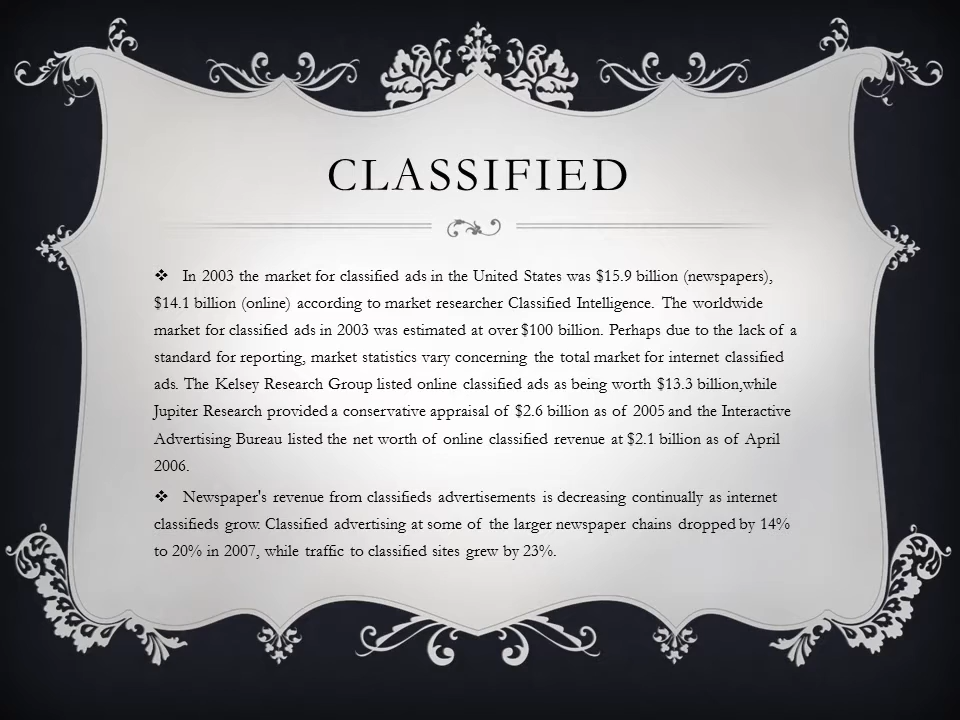 CLASSIFIED
❖ In 2003 the market for classified ads in the United States was $15.9 billion (newspapers),
$14.1 billion (online) according to market researcher Classified Intelligence. The worldwide
market for classified ads in 2003 was estimated at over $100 billion. Perhaps due to the lack of a
standard for reporting, market statistics vary concerning the total market for internet classified
ads. The Kelsey Research Group listed online classified ads as being worth $13.3 billion,while
Jupiter Research provided a conservative appraisal of $2.6 billion as of 2005 and the Interactive
Advertising Bureau listed the net worth of online classified revenue at $2.1 billion as of April
2006.
❖ Newspaper's revenue from classifieds advertisements is decreasing continually as internet
classifieds grow. Classified advertising at some of the larger newspaper chains dropped by 14%
to 20% in 2007, while traffic to classified sites grew by 23%.